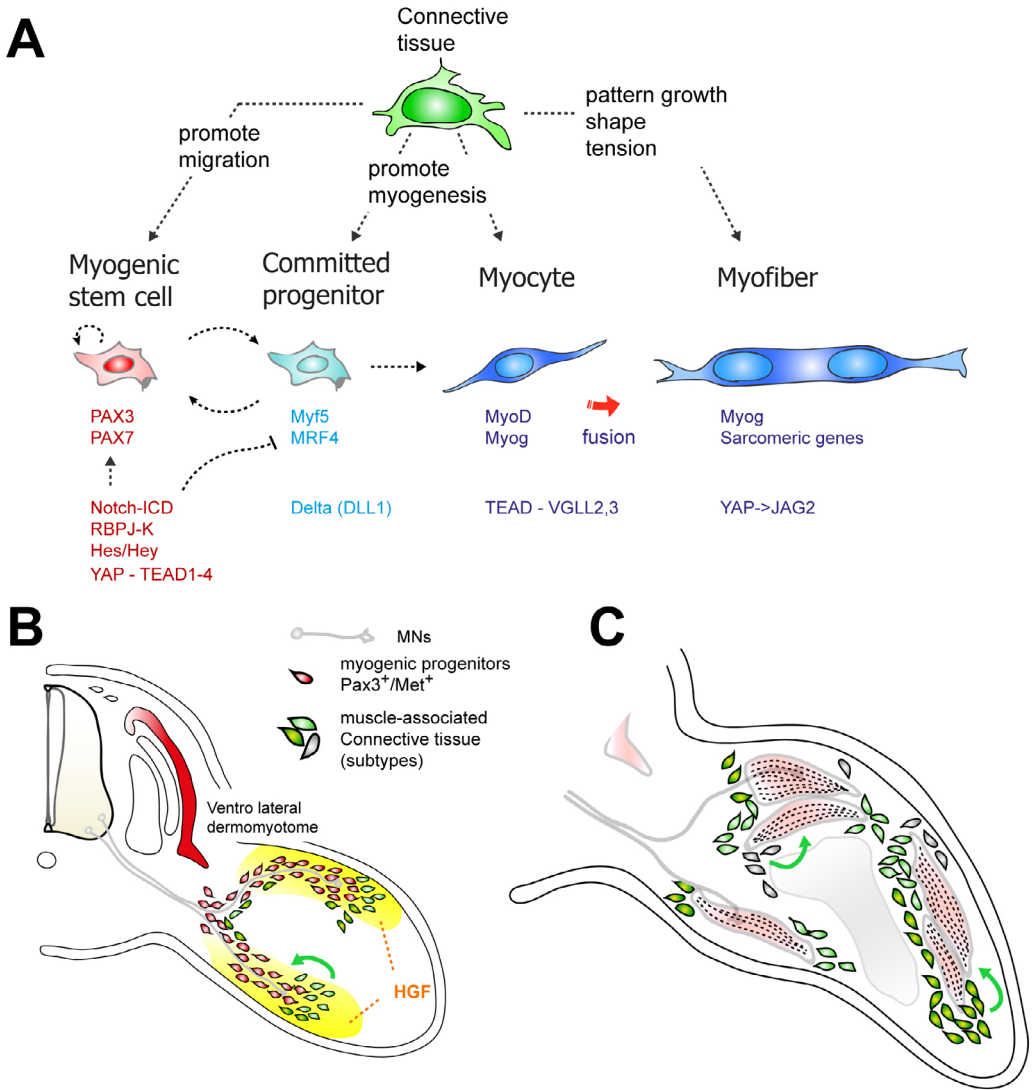 A
Connective
tissue
promote
migration
promote
myogenesis
pattern growth
shape
tension
Myogenic
stem cell
Committed
progenitor
Myocyte
Myofiber
PAX3
PAX7
Myf5
MRF4
MyoD
Myog
fusion
Myog
Sarcomeric genes
Notch-ICD
RBPJ-K
Hes/Hey
YAP - TEAD1-4
Delta (DLL1)
TEAD - VGLL2,3
YAP->JAG2
B
MNs
myogenic progenitors
Pax3+/Met+
muscle-associated
Connective tissue
(subtypes)
Ventro lateral
dermomyotome
HGF
C